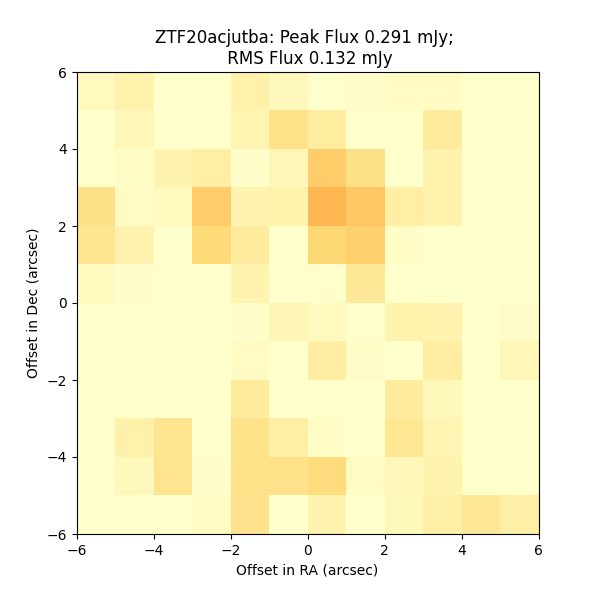 ZTF20acjutba: Peak Flux 0.291 mJy;
RMS Flux 0.132 mJy
6
4
2
0
−2
−4
−6
Offset in Dec (arcsec)
−6 −4 −2 0 2 4 6
Offset in RA (arcsec)